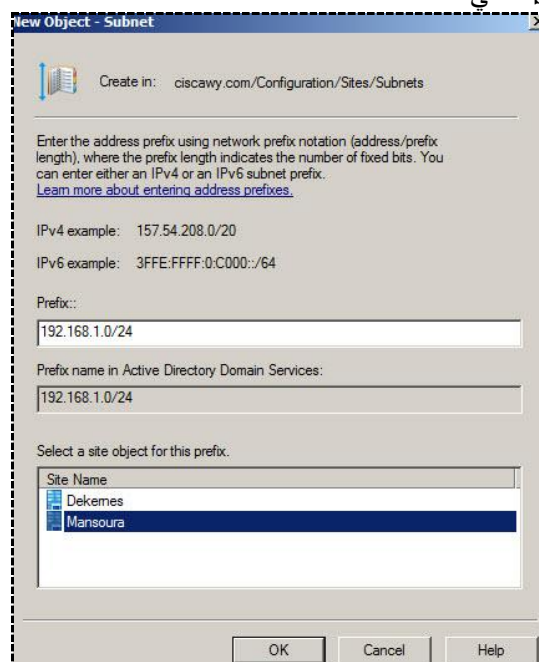 New Object - Subnet
Create in: ciscawy.com/Configuration/Sites/Subnets
Enter the address prefix using network prefix notation (address/prefix
length), where the prefix length indicates the number of fixed bits. You
can enter either an IPv4 or an IPv6 subnet prefix.
Learn more about entering address prefixes.
IPv4 example: 157.54.208.0/20
IPv6 example: 3FFE:FFFF:0:C000::/64
Prefix::
192.168.1.0/24
Prefix name in Active Directory Domain Services:
192.168.1.0/24
Select a site object for this prefix.
Site Name
Dekernes
Mansoura
OK Cancel Help